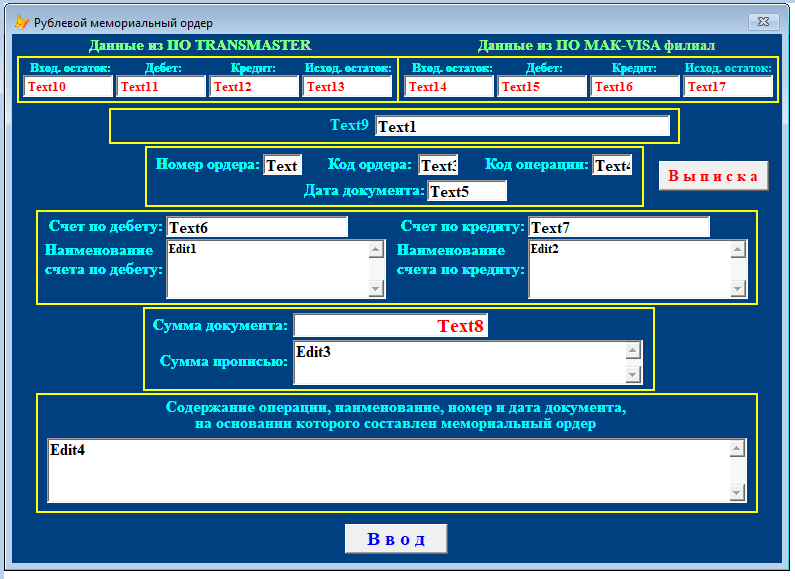 Рублевой мемориальный ордер
Данные из ПО TRANSMASTER
Данные из ПО MAK-VISA филиал
Вход. остаток: Дебет: Кредит: Исход. остаток:
Text10 Text11 Text12 Text13
Вход. остаток: Дебет: Кредит: Исход. остаток:
Text14 Text15 Text16 Text17
Text9 Text1
Номер ордера: Text Код ордера: Text3 Код операции: Text4
Дата документа: Text5
В ы п и с к а
Счет по дебету: Text6
Наименование
счета по дебету:
Edit1
Счет по кредиту: Text7
Наименование
счета по кредиту:
Edit2
Сумма документа: Text8
Сумма прописью: Edit3
Содержание операции, наименование, номер и дата документа,
на основании которого составлен мемориальный ордер
Edit4
В в о д